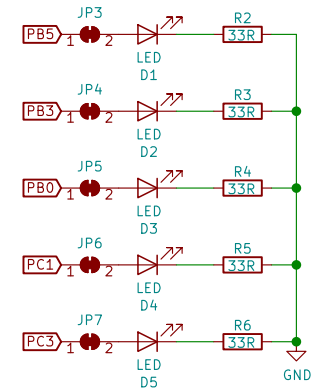 JP3 R2
PB5 1 2 33R
LED
D1
JP4 R3
PB3 1 2 33R
LED
D2
JP5 R4
PB0 1 2 33R
LED
D3
JP6 R5
PC1 1 2 33R
LED
D4
JP7 R6
PC3 1 2 33R
LED GND
D5